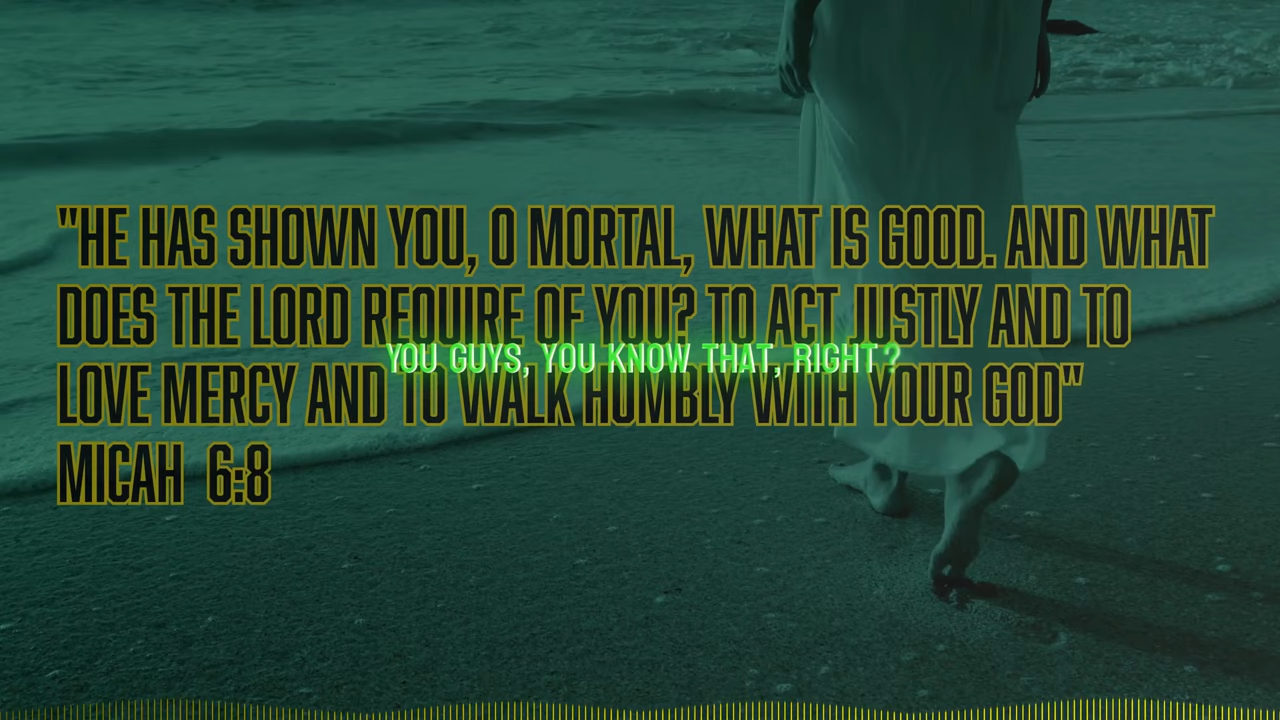 "HE HAS SHOWN YOU, O MORTAL, WHAT IS GOOD. AND WHAT
DOES THE LORD REQUIRE OF YOU? TO ACT JUSTLY AND TO
YOU GUYS, YOU KNOW THAT, RIGHT?
LOVE MERCY AND TO WALK HUMBLY WITH YOUR GOD"
MICAH 6:8